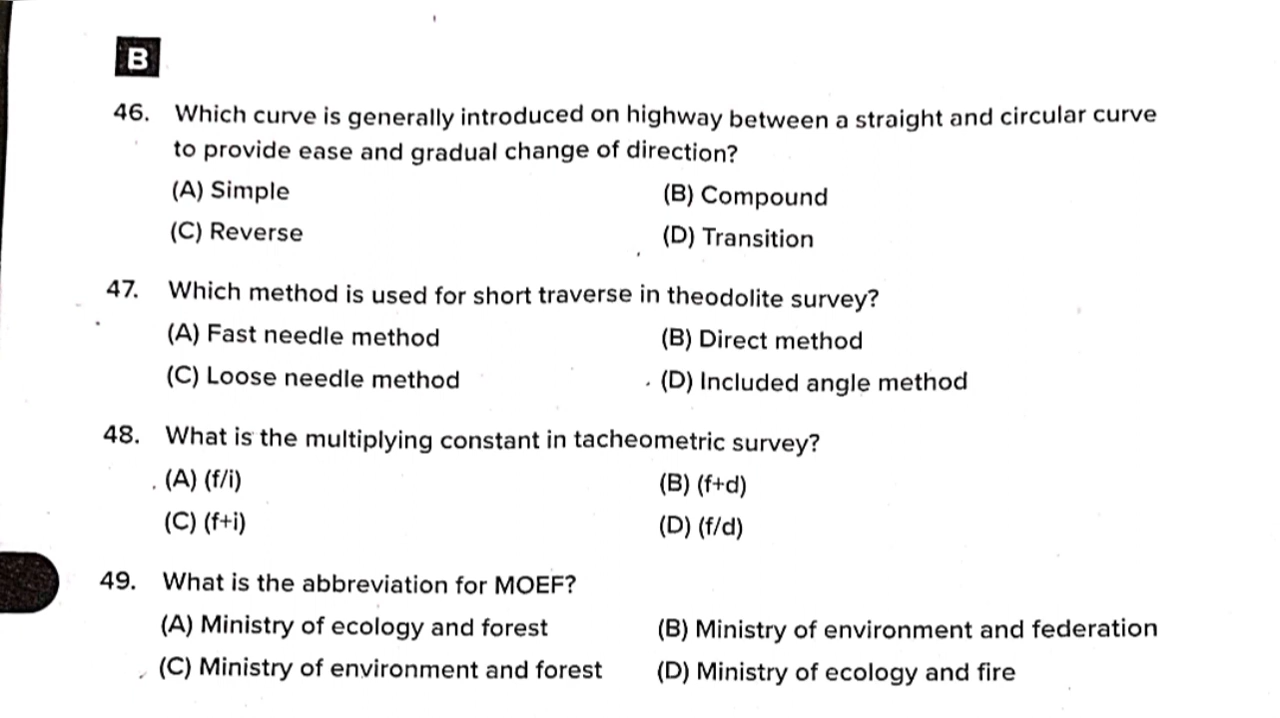 B
46. Which curve is generally introduced on highway between a straight and circular curve
to provide ease and gradual change of direction?
(A) Simple (B) Compound
(C) Reverse (D) Transition
47. Which method is used for short traverse in theodolite survey?
(A) Fast needle method (B) Direct method
(C) Loose needle method (D) Included angle method
48. What is the multiplying constant in tacheometric survey?
(A) (f/i) (B) (f+d)
(C) (f+i) (D) (f/d)
49. What is the abbreviation for MOEF?
(A) Ministry of ecology and forest (B) Ministry of environment and federation
(C) Ministry of environment and forest (D) Ministry of ecology and fire